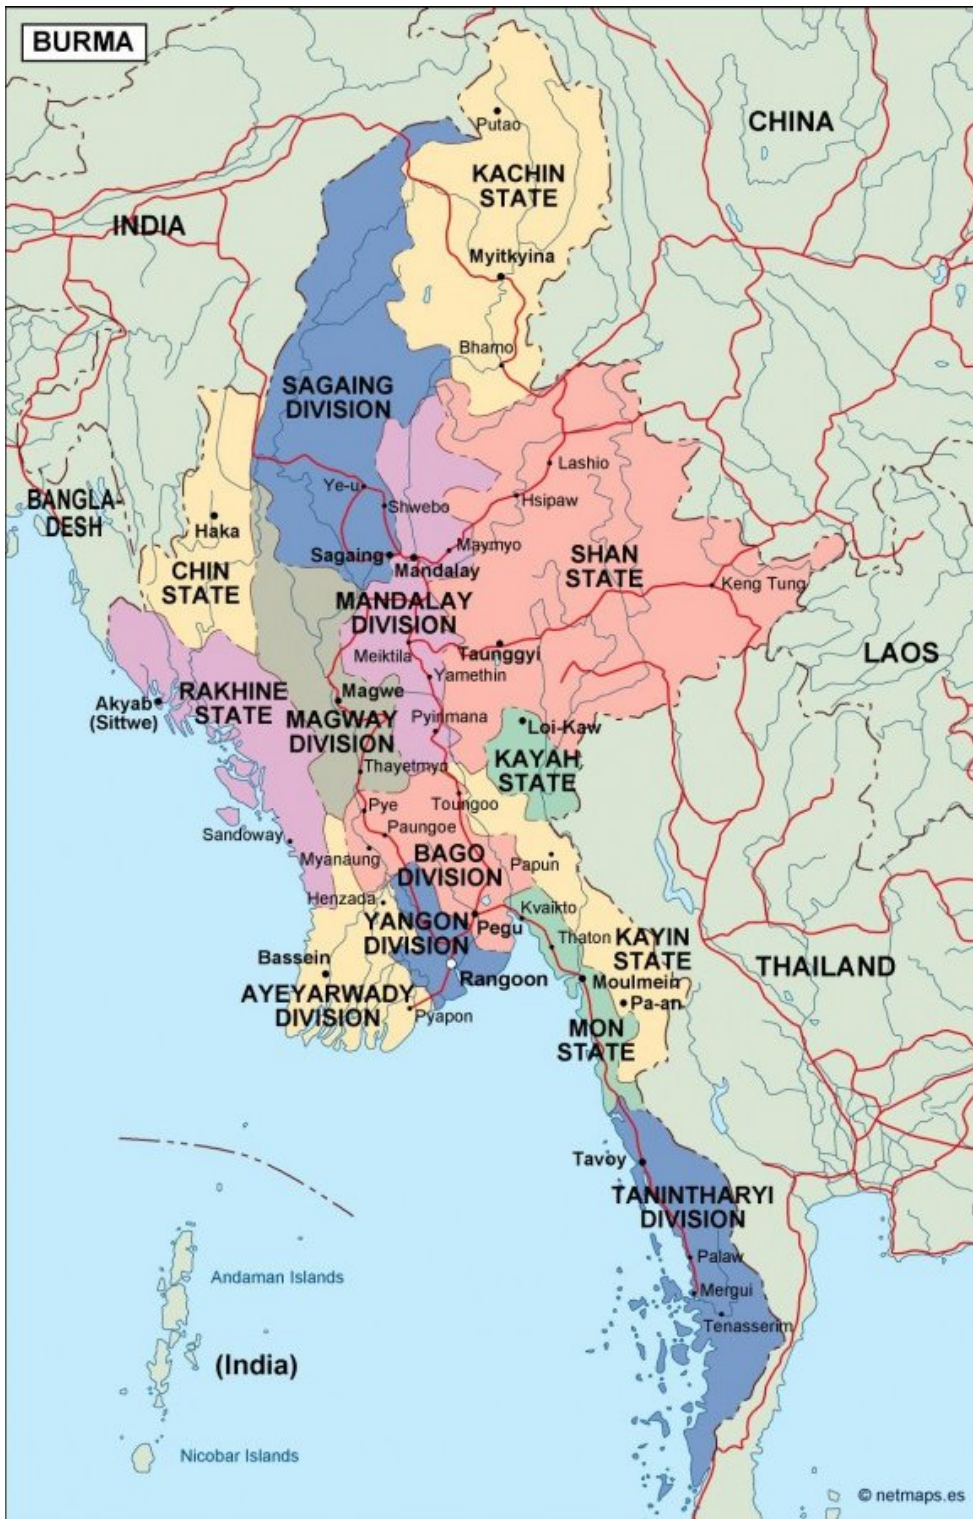 BURMA
Putao
CHINA
KACHIN
STATE
INDIA
Myitkyina
Bhamo
SAGAING
DIVISION
Lashio
Ye-u
Hsipaw
BANGLA-
DESH
Shwebo
Haka
Sagaing
Mandalay
Maymyo
SHAN
STATE
CHIN
STATE
Keng Tung
MANDALAY
DIVISION
Meiktila
Taunggyi
LAOS
Yamethin
RAKHINE
STATE
Akyab
(Sittwe)
Magwe
Pyinmana
MAGWAY
DIVISION
Loi-Kaw
KAYAH
STATE
Thayetmyo
Pye
Toungoo
Sandoway
Paungoe
Myanaung
BAGO
DIVISION
Papun
Henzada
YANGON
DIVISION
Pegu
Kvaikto
Thaton
KAYIN
STATE
Bassein
Rangoon
THAILAND
Moulmein
AYEYARWADY
DIVISION
Pa-an
Pyapon
MON
STATE
Tavoy
TANINTHARYI
DIVISION
Palaw
Andaman Islands
Mergui
Tenasserim
(India)
Nicobar Islands
© netmaps.es